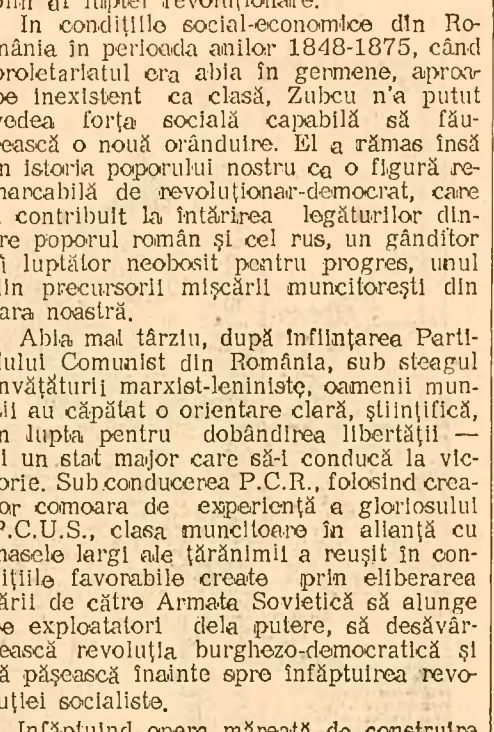 luptei revoluționare.
In condițiile social-economice din Ro-
mânia în perioada anilor 1848-1875, când
proletariatul era abia în germene, aproa-
pe inexistent ca clasă, Zubcu n'a putut
vedea forța socială capabilă să fău-
rească o nouă orânduire. El a rămas însă
în istoria poporului nostru ca o figură re-
marcabilă de revoluționar-democrat, care
a contribuit la întărirea legăturilor din-
tre poporul român și cel rus, un gânditor
și luptător neobosit pentru progres, unul
din precursorii mișcării muncitorești din
țara noastră.
Abia mai târziu, după înființarea Parti-
dului Comunist din România, sub steagul
învățăturii marxist-leniniste, oamenii mun-
cii au căpătat o orientare clară, științifică,
în lupta pentru dobândirea libertății —
și un stat major care să-i conducă la vic-
torie. Sub conducerea P.C.R., folosind crea-
tor comoara de experiență a gloriosului
P.C.U.S., clasa muncitoare în alianță cu
masele largi ale țărănimii a reușit în con-
dițiile favorabile create prin eliberarea
țării de către Armata Sovietică să alunge
pe exploatatori dela putere, să desăvâr-
șească revoluția burghezo-democratică și
să pășească înainte spre înfăptuirea revo-
luției socialiste.
Infăptuind opera măreață de construire